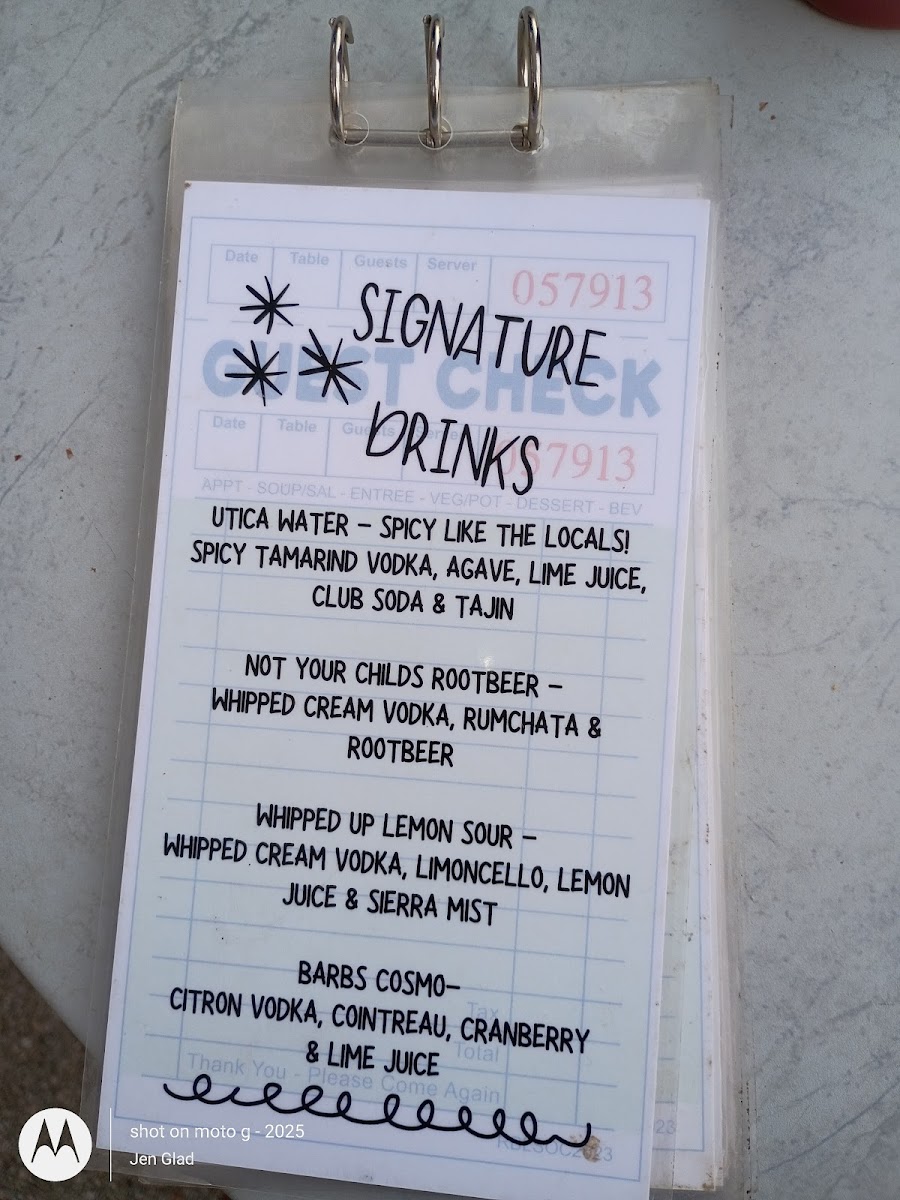 Date Table Guests Server 057913
SIGNATURE
GUEST CHECK
DRINKS
Date Table Guests Server 057913
APPT - SOUP/SAL - ENTREE - VEG/POT - DESSERT - BEV
UTICA WATER – SPICY LIKE THE LOCALS!
SPICY TAMARIND VODKA, AGAVE, LIME JUICE,
CLUB SODA & TAJIN
NOT YOUR CHILDS ROOTBEER –
WHIPPED CREAM VODKA, RUMCHATA &
ROOTBEER
WHIPPED UP LEMON SOUR –
WHIPPED CREAM VODKA, LIMONCELLO, LEMON
JUICE & SIERRA MIST
BARBS COSMO–
CITRON VODKA, COINTREAU, CRANBERRY
& LIME JUICE
Tax
Total
Thank You - Please Come Again
shot on moto g - 2025
Jen Glad